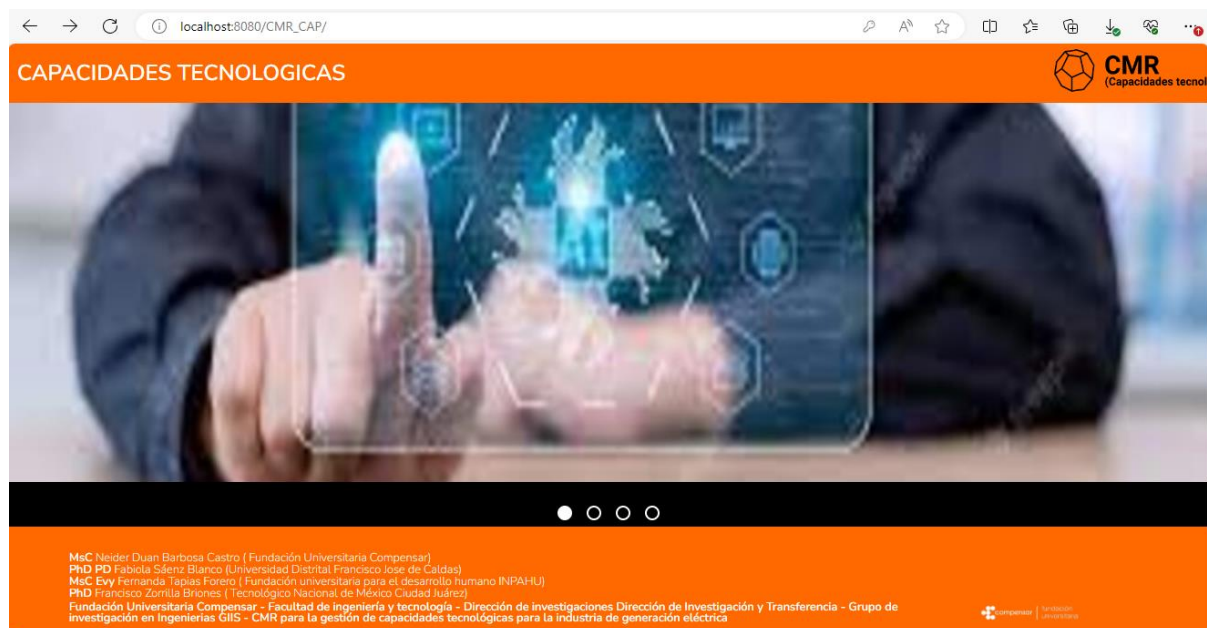 localhost:8080/CMR_CAP/
CAPACIDADES TECNOLOGICAS
CMR
(Capacidades tecnol
MsC Neider Duan Barbosa Castro ( Fundación Universitaria Compensar)
PhD PD Fabiola Sáenz Blanco (Universidad Distrital Francisco Jose de Caldas)
MsC Evy Fernanda Tapias Forero ( Fundación universitaria para el desarrollo humano INPAHU)
PhD Francisco Zorrilla Briones ( Tecnológico Nacional de México Ciudad Juárez)
Fundación Universitaria Compensar - Facultad de ingeniería y tecnología - Dirección de investigaciones Dirección de Investigación y Transferencia - Grupo de
investigación en Ingenierias GIIS - CMR para la gestión de capacidades tecnológicas para la industria de generación eléctrica
compensar | fundación
universitaria